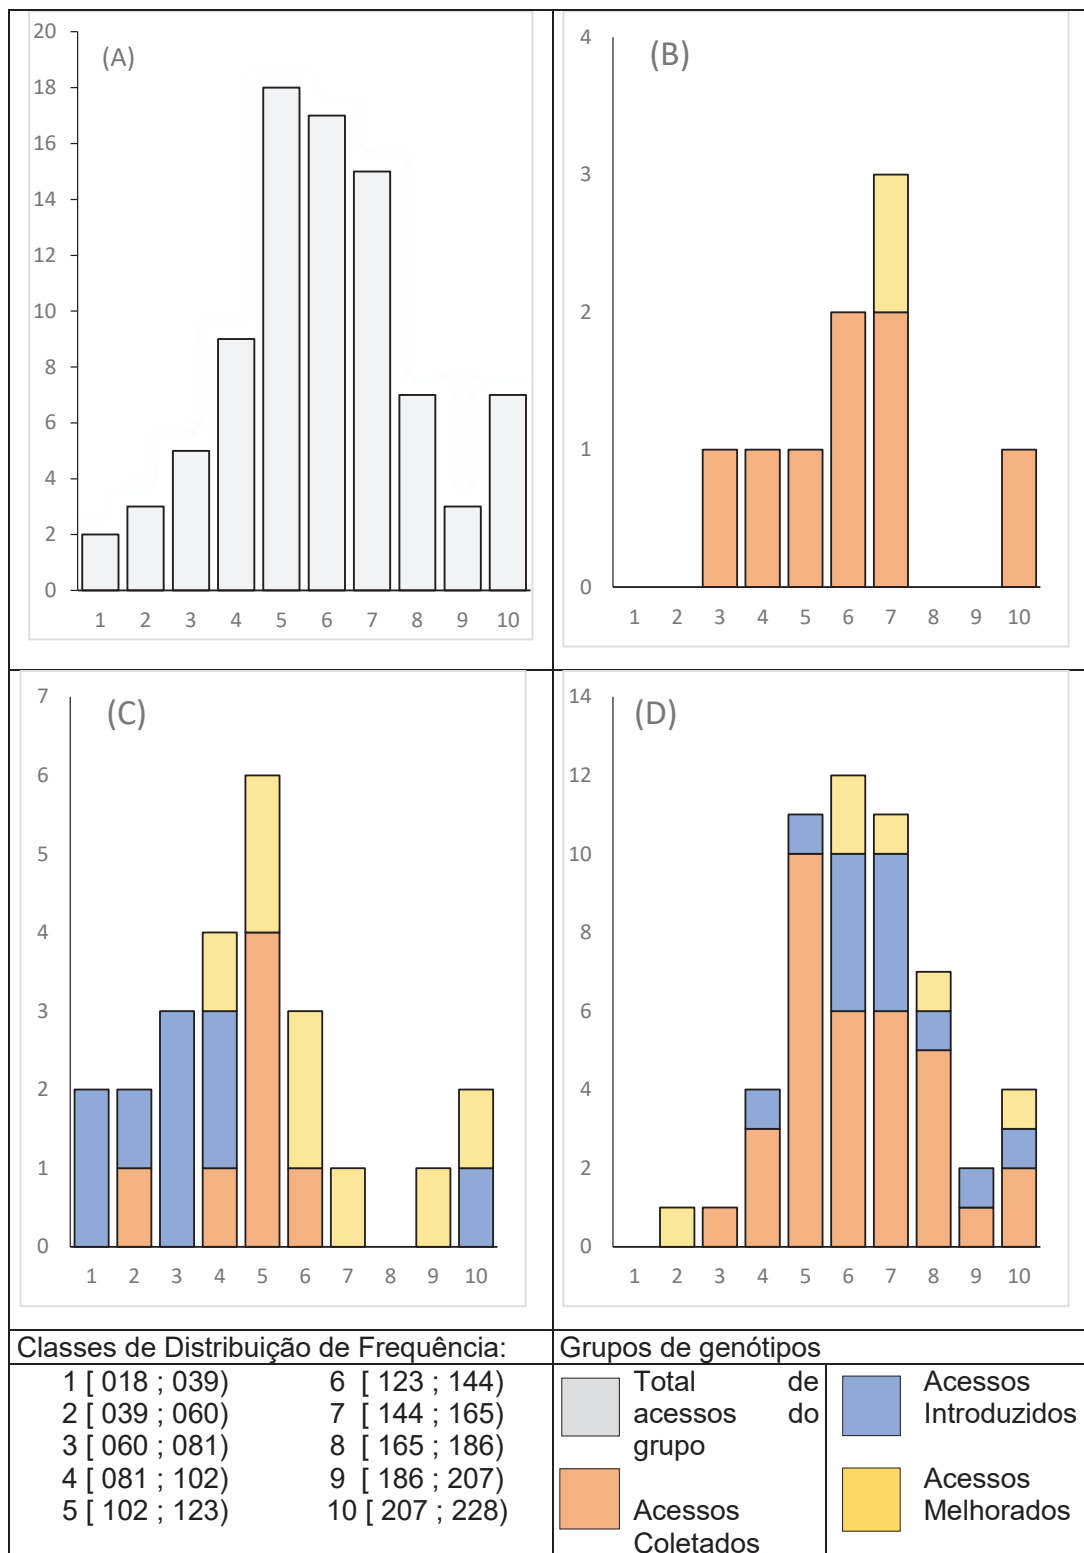 (A)
20
18
16
14
12
10
8
6
4
2
0
1 2 3 4 5 6 7 8 9 10
(B)
4
3
2
1
0
1 2 3 4 5 6 7 8 9 10
(C)
7
6
5
4
3
2
1
0
1 2 3 4 5 6 7 8 9 10
(D)
14
12
10
8
6
4
2
0
1 2 3 4 5 6 7 8 9 10
Classes de Distribuição de Frequência:
1 [ 018 ; 039) 6 [ 123 ; 144)
2 [ 039 ; 060) 7 [ 144 ; 165)
3 [ 060 ; 081) 8 [ 165 ; 186)
4 [ 081 ; 102) 9 [ 186 ; 207)
5 [ 102 ; 123) 10 [ 207 ; 228)
Grupos de genótipos
Total de
acessos do
grupo
Acessos
Coletados
Acessos
Introduzidos
Acessos
Melhorados